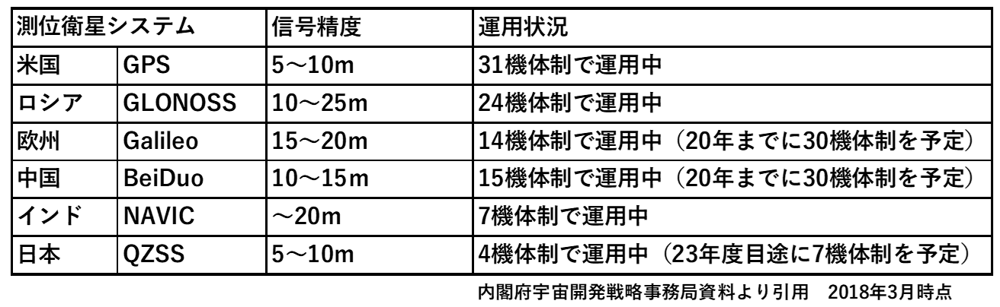 測位衛星システム 信号精度 運用状況
米国 GPS 5～10m 31機体制で運用中
ロシア GLONOSS 10～25m 24機体制で運用中
欧州 Galileo 15～20m 14機体制で運用中（20年までに30機体制を予定）
中国 BeiDuo 10～15m 15機体制で運用中（20年までに30機体制を予定）
インド NAVIC ～20m 7機体制で運用中
日本 QZSS 5～10m 4機体制で運用中（23年度目途に7機体制を予定）
内閣府宇宙開発戦略事務局資料より引用　2018年3月時点